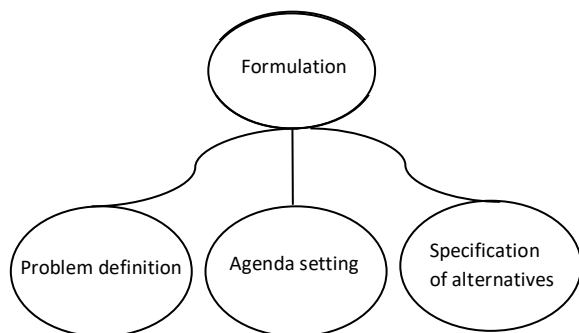 Formulation
Problem definition
Agenda setting
Specification
of alternatives